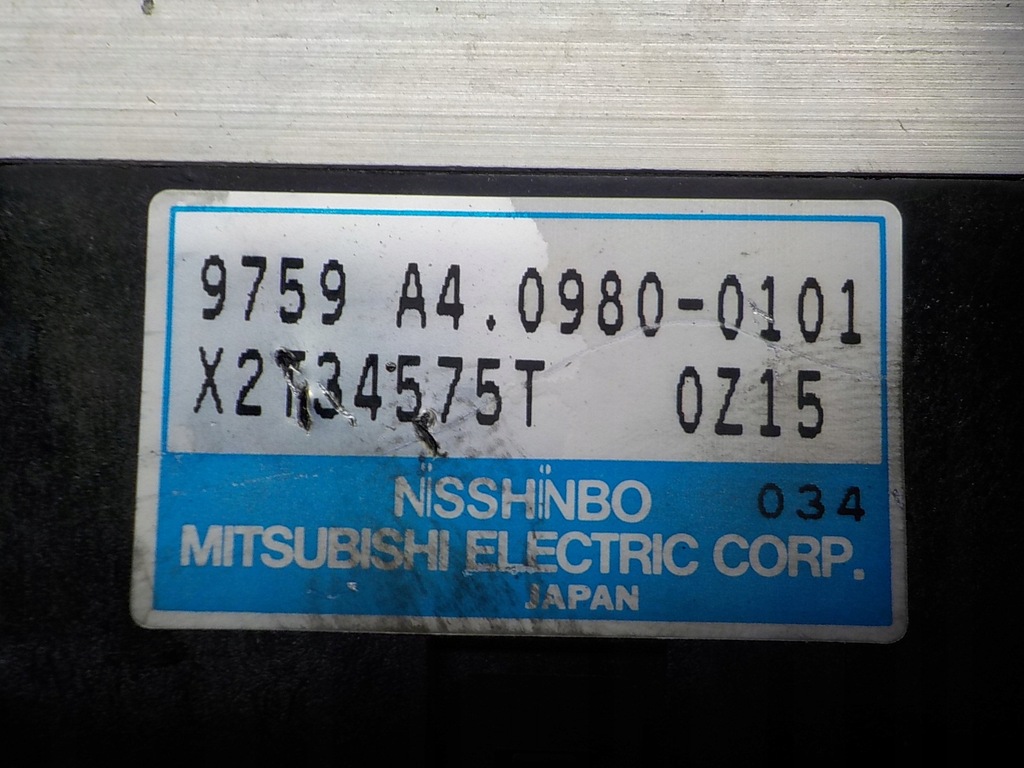 9759 A4.0980-0101
X2T34575T 0Z15
NISSHINBO 034
MITSUBISHI ELECTRIC CORP.
JAPAN